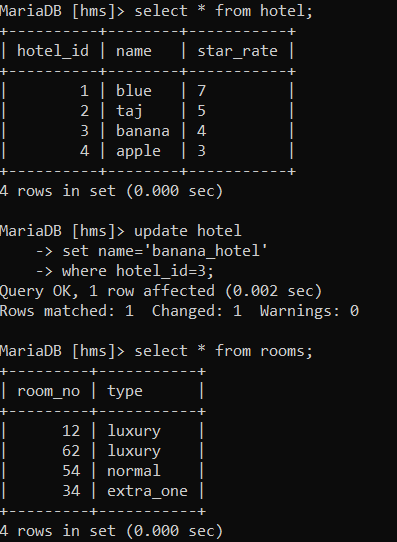 MariaDB [hms]> select * from hotel;
+----------+--------+-----------+
| hotel_id | name   | star_rate |
+----------+--------+-----------+
|        1 | blue   | 7         |
|        2 | taj    | 5         |
|        3 | banana | 4         |
|        4 | apple  | 3         |
+----------+--------+-----------+
4 rows in set (0.000 sec)

MariaDB [hms]> update hotel
    -> set name='banana_hotel'
    -> where hotel_id=3;
Query OK, 1 row affected (0.002 sec)
Rows matched: 1  Changed: 1  Warnings: 0

MariaDB [hms]> select * from rooms;
+---------+-----------+
| room_no | type      |
+---------+-----------+
|      12 | luxury    |
|      62 | luxury    |
|      54 | normal    |
|      34 | extra_one |
+---------+-----------+
4 rows in set (0.000 sec)